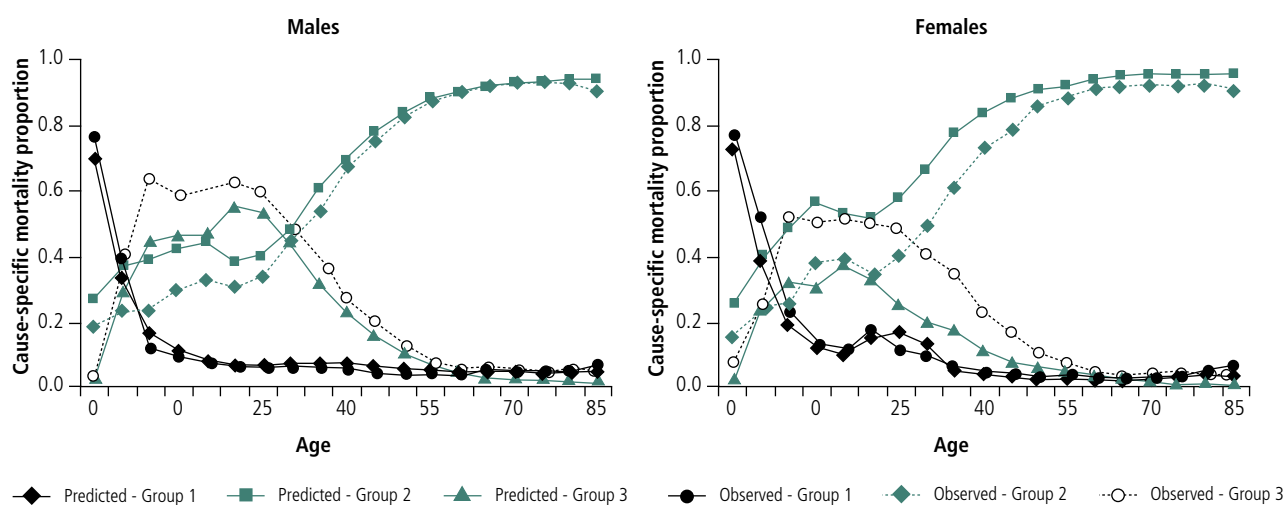 Males
Cause-specific mortality proportion
1.0
0.8
0.6
0.4
0.2
0.0
0 0 25 40 55 70 85
Age
Females
Cause-specific mortality proportion
1.0
0.8
0.6
0.4
0.2
0.0
0 0 25 40 55 70 85
Age
Predicted - Group 1 Predicted - Group 2 Predicted - Group 3 Observed - Group 1 Observed - Group 2 Observed - Group 3